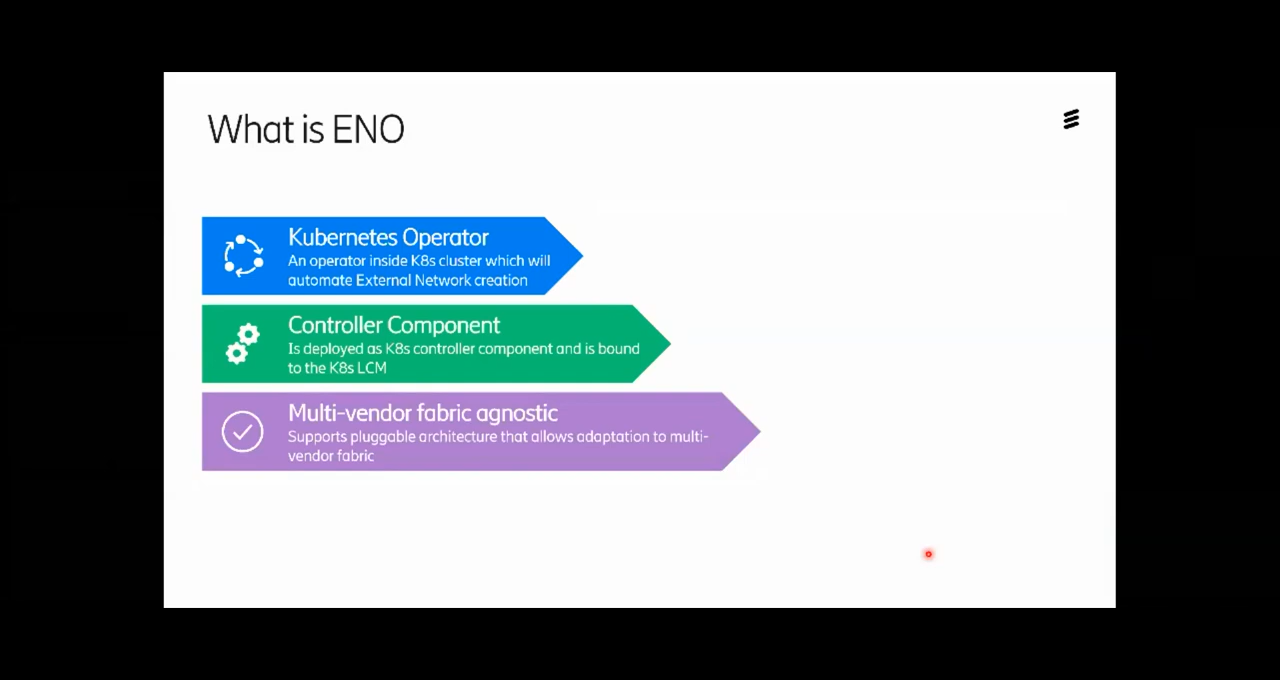 What is ENO
Kubernetes Operator
An operator inside K8s cluster which will
automate External Network creation
Controller Component
Is deployed as K8s controller component and is bound
to the K8s LCM
Multi-vendor fabric agnostic
Supports pluggable architecture that allows adaptation to multi-
vendor fabric